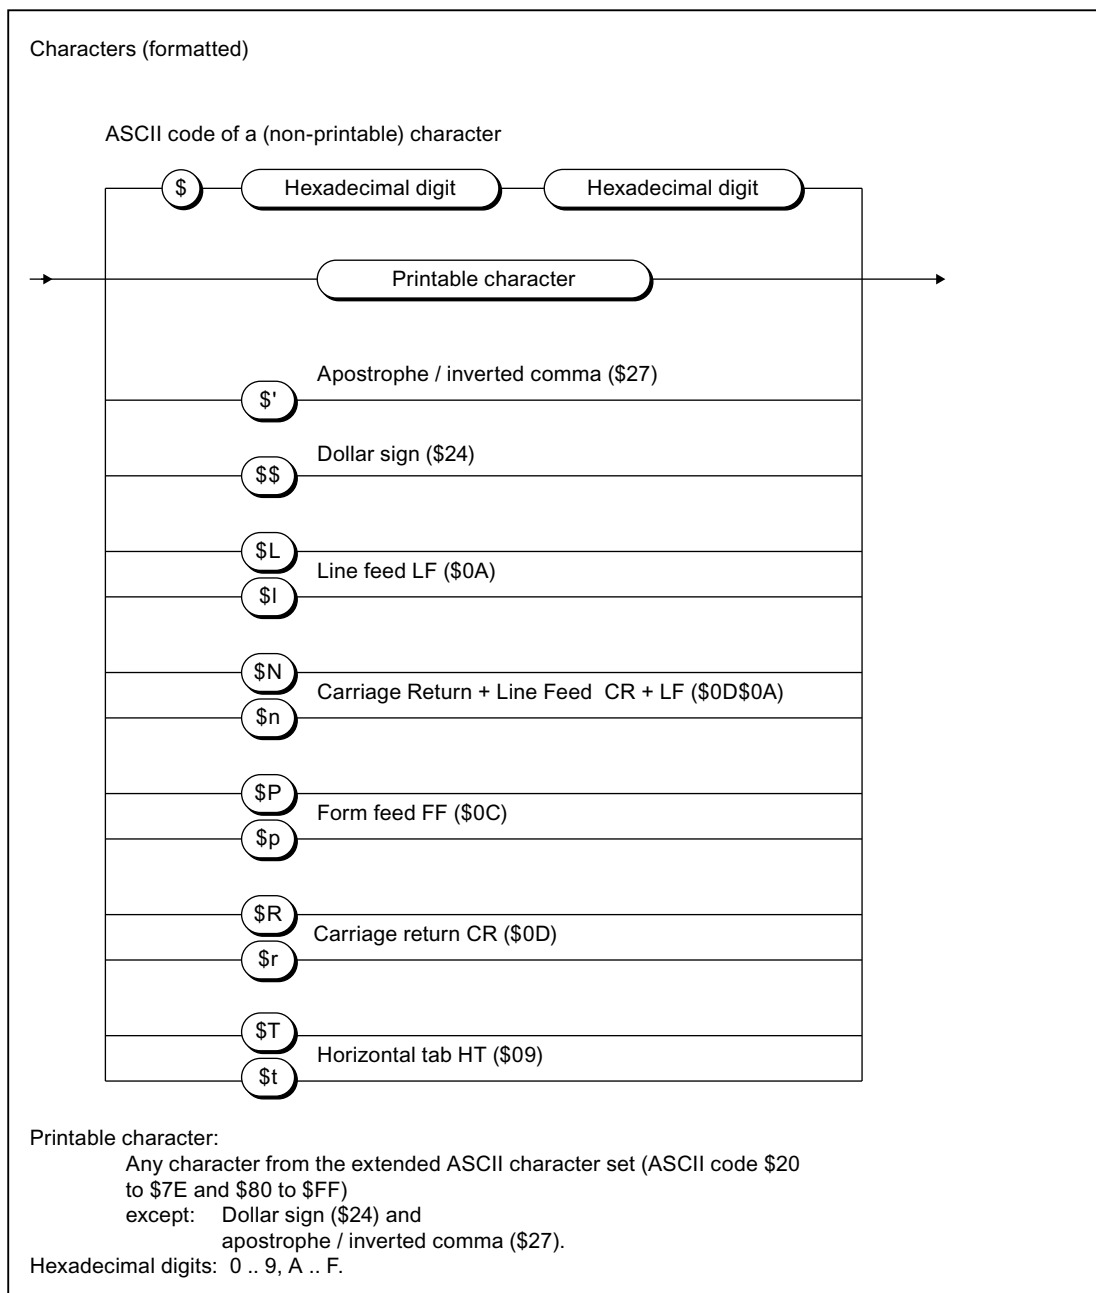 Characters (formatted)
ASCII code of a (non-printable) character
$ Hexadecimal digit Hexadecimal digit
Printable character
Apostrophe / inverted comma ($27)
$'
Dollar sign ($24)
$$
$L
Line feed LF ($0A)
$l
$N
Carriage Return + Line Feed CR + LF ($0D$0A)
$n
$P
Form feed FF ($0C)
$p
$R
Carriage return CR ($0D)
$r
$T
Horizontal tab HT ($09)
$t
Printable character:
Any character from the extended ASCII character set (ASCII code $20
to $7E and $80 to $FF)
except: Dollar sign ($24) and
apostrophe / inverted comma ($27).
Hexadecimal digits: 0 .. 9, A .. F.